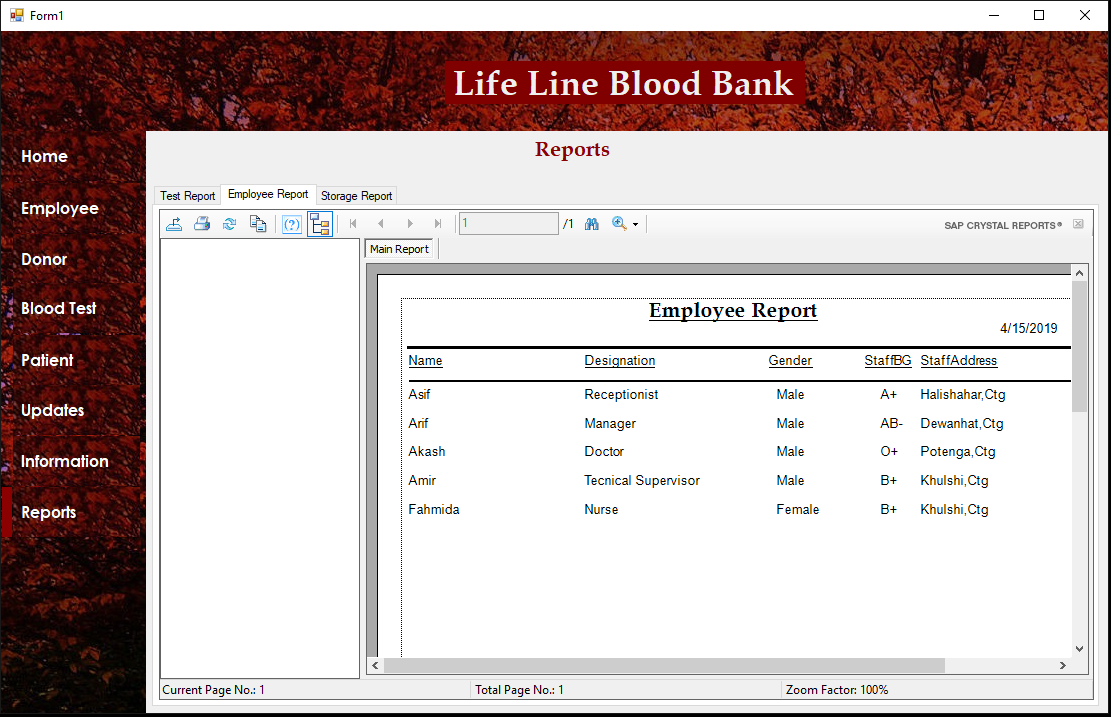 Form1
Life Line Blood Bank
Home
Employee
Donor
Blood Test
Patient
Updates
Information
Reports
Reports
Test Report Employee Report Storage Report
1 /1 SAP CRYSTAL REPORTS®
Main Report
Employee Report
4/15/2019
Name Designation Gender StaffBG StaffAddress
Asif Receptionist Male A+ Halishahar,Ctg
Arif Manager Male AB- Dewanhat,Ctg
Akash Doctor Male O+ Potenga,Ctg
Amir Tecnical Supervisor Male B+ Khulshi,Ctg
Fahmida Nurse Female B+ Khulshi,Ctg
Current Page No.: 1 Total Page No.: 1 Zoom Factor: 100%